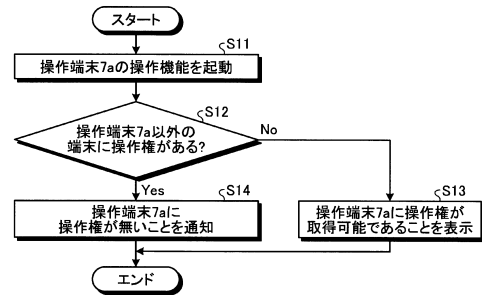 スタート
S11
操作端末7aの操作機能を起動
S12
操作端末7a以外の
端末に操作権がある?
No
Yes
S14
操作端末7aに
操作権が無いことを通知
S13
操作端末7aに操作権が
取得可能であることを表示
エンド